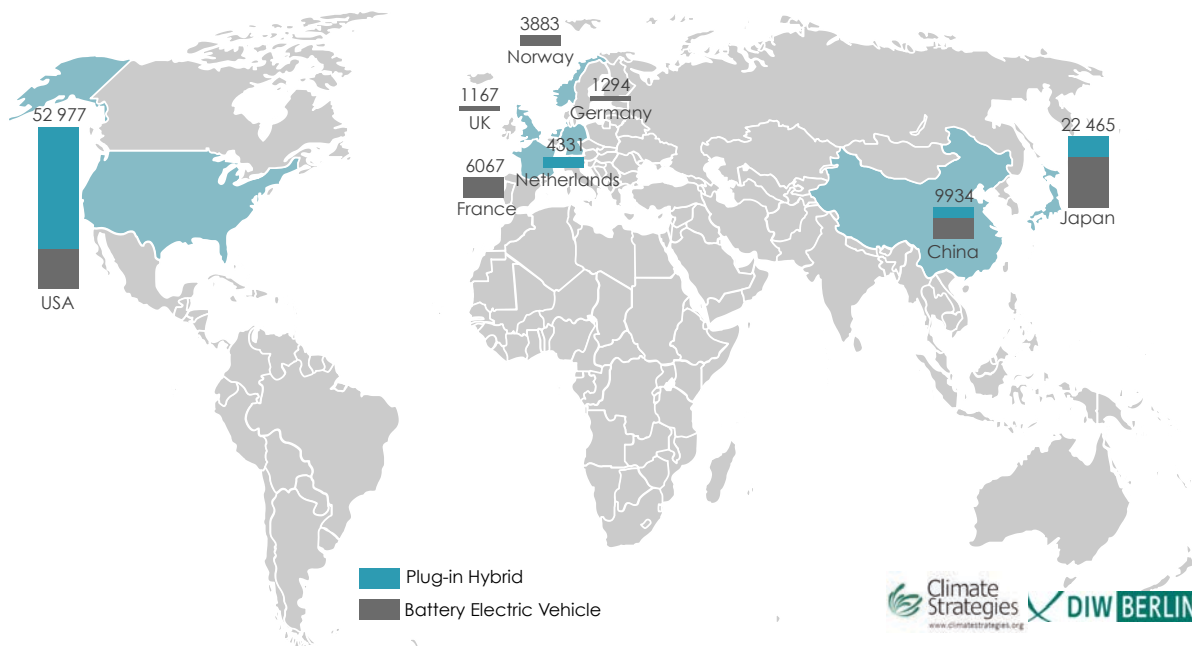 3883
Norway
1294
Germany
1167
UK
52 977
USA
4331
Netherlands
6067
France
22 465
Japan
9934
China
Plug-in Hybrid
Battery Electric Vehicle
Climate
Strategies
www.climatestrategies.org
DIW BERLIN